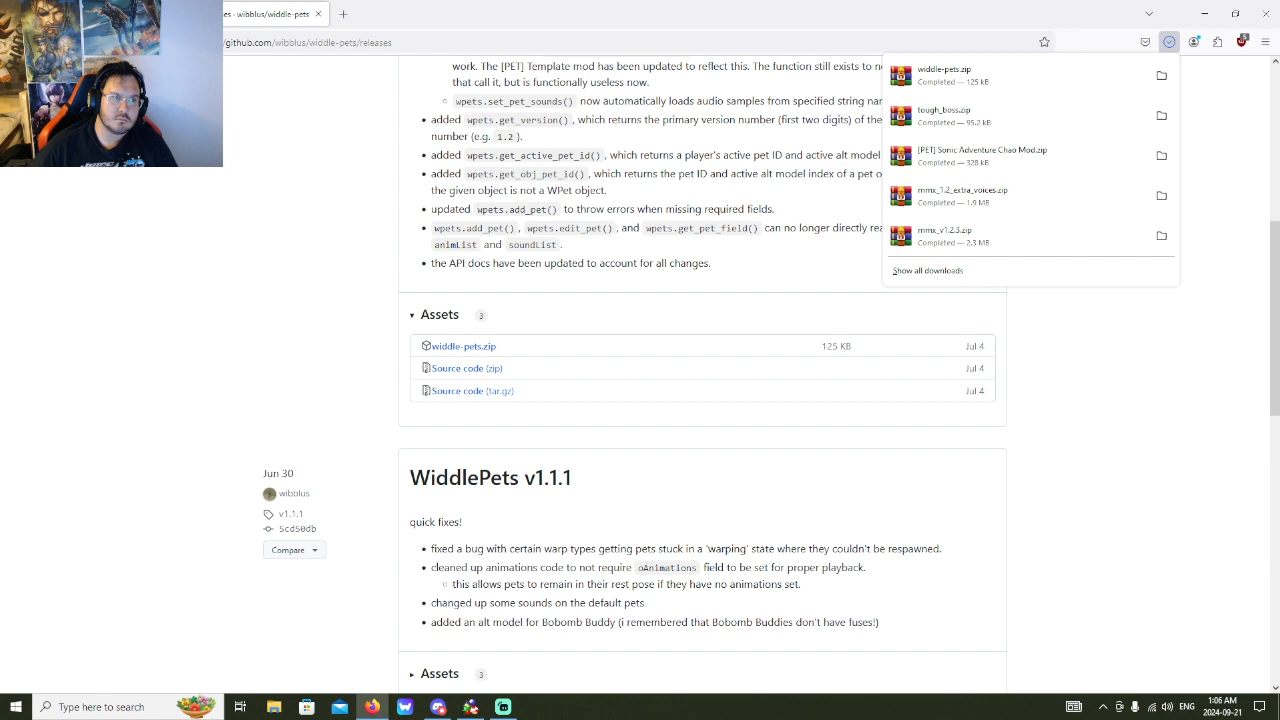 es - wibblus/widdle-pets
github.com/wibblus/widdle-pets/releases
5
work. The [PET] Template mod has been updated to reflect this. The function still exists to no
that call it, but is functionally useless now.
wpets.set_pet_sounds() now automatically loads audio samples from specified string nar
added wpets.get_version() , which returns the primary version number (first two digits) of the
number (e.g. 1.2 ).
added wpets.get_active_pet_id() , which returns a player's active pet ID and active alt model
added wpets.get_obj_pet_id() , which returns the pet ID and active alt model index of a pet o
the given object is not a WPet object.
updated wpets.add_pet() to throw errors when missing required fields.
wpets.add_pet() , wpets.edit_pet() , and wpets.get_pet_field() can no longer directly rea
animList and soundList .
the API docs have been updated to account for all changes.
widdle-pets.zip
Completed — 125 kB
tough_boss.zip
Completed — 95.2 kB
[PET] Sonic Adventure Chao Mod.zip
Completed — 328 kB
mmx_1.2_extra_voices.zip
Completed — 1.9 MB
mmx_v1.2.3.zip
Completed — 2.3 MB
Show all downloads
Assets 3
widdle-pets.zip 125 KB Jul 4
Source code (zip) Jul 4
Source code (tar.gz) Jul 4
Jun 30
wibblus
v1.1.1
5cd50db
Compare
WiddlePets v1.1.1
quick fixes!
fixed a bug with certain warp types getting pets stuck in a 'warping' state where they couldn't be respawned.
cleaned up animations code to not require oAnimations field to be set for proper playback.
this allows pets to remain in their rest pose if they have no animations set.
changed up some sounds on the default pets
added an alt model for Bobomb Buddy (i remembered that Bobomb Buddies don't have fuses!)
Assets 3
Type here to search
ENG
1:06 AM
2024-09-21